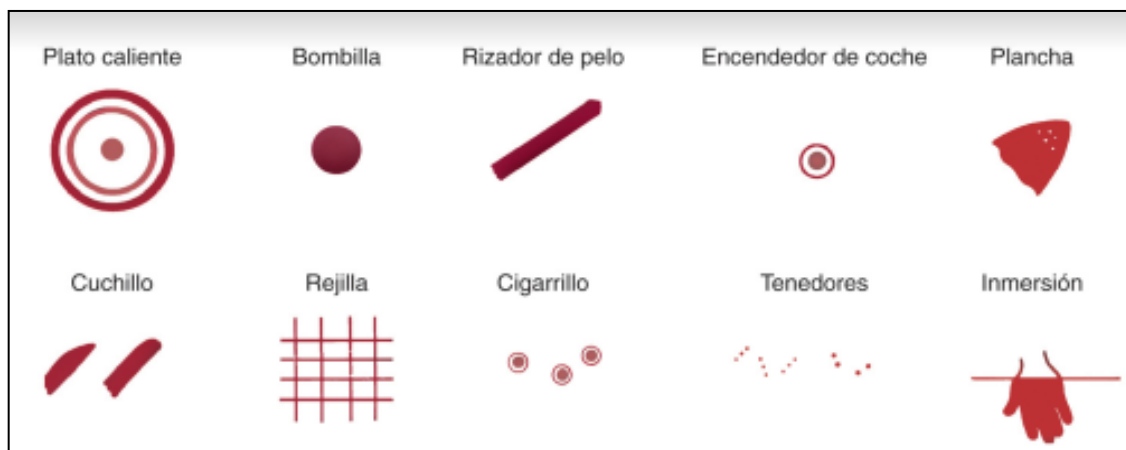 Plato caliente
Bombilla
Rizador de pelo
Encendedor de coche
Plancha
Cuchillo
Rejilla
Cigarrillo
Tenedores
Inmersión